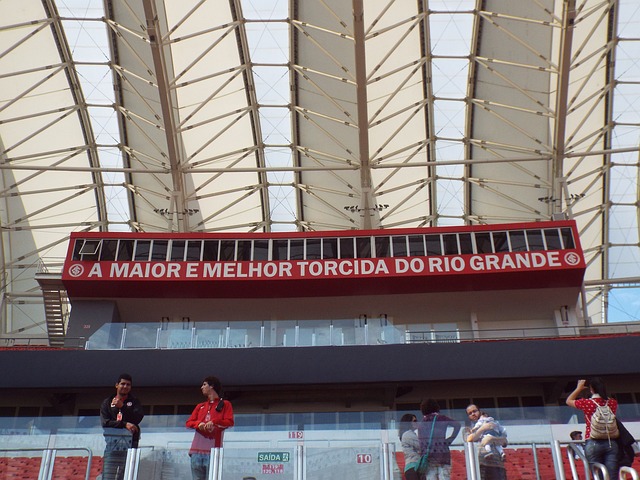 A MAIOR E MELHOR TORCIDA DO RIO GRANDE
119
SAÍDA
10